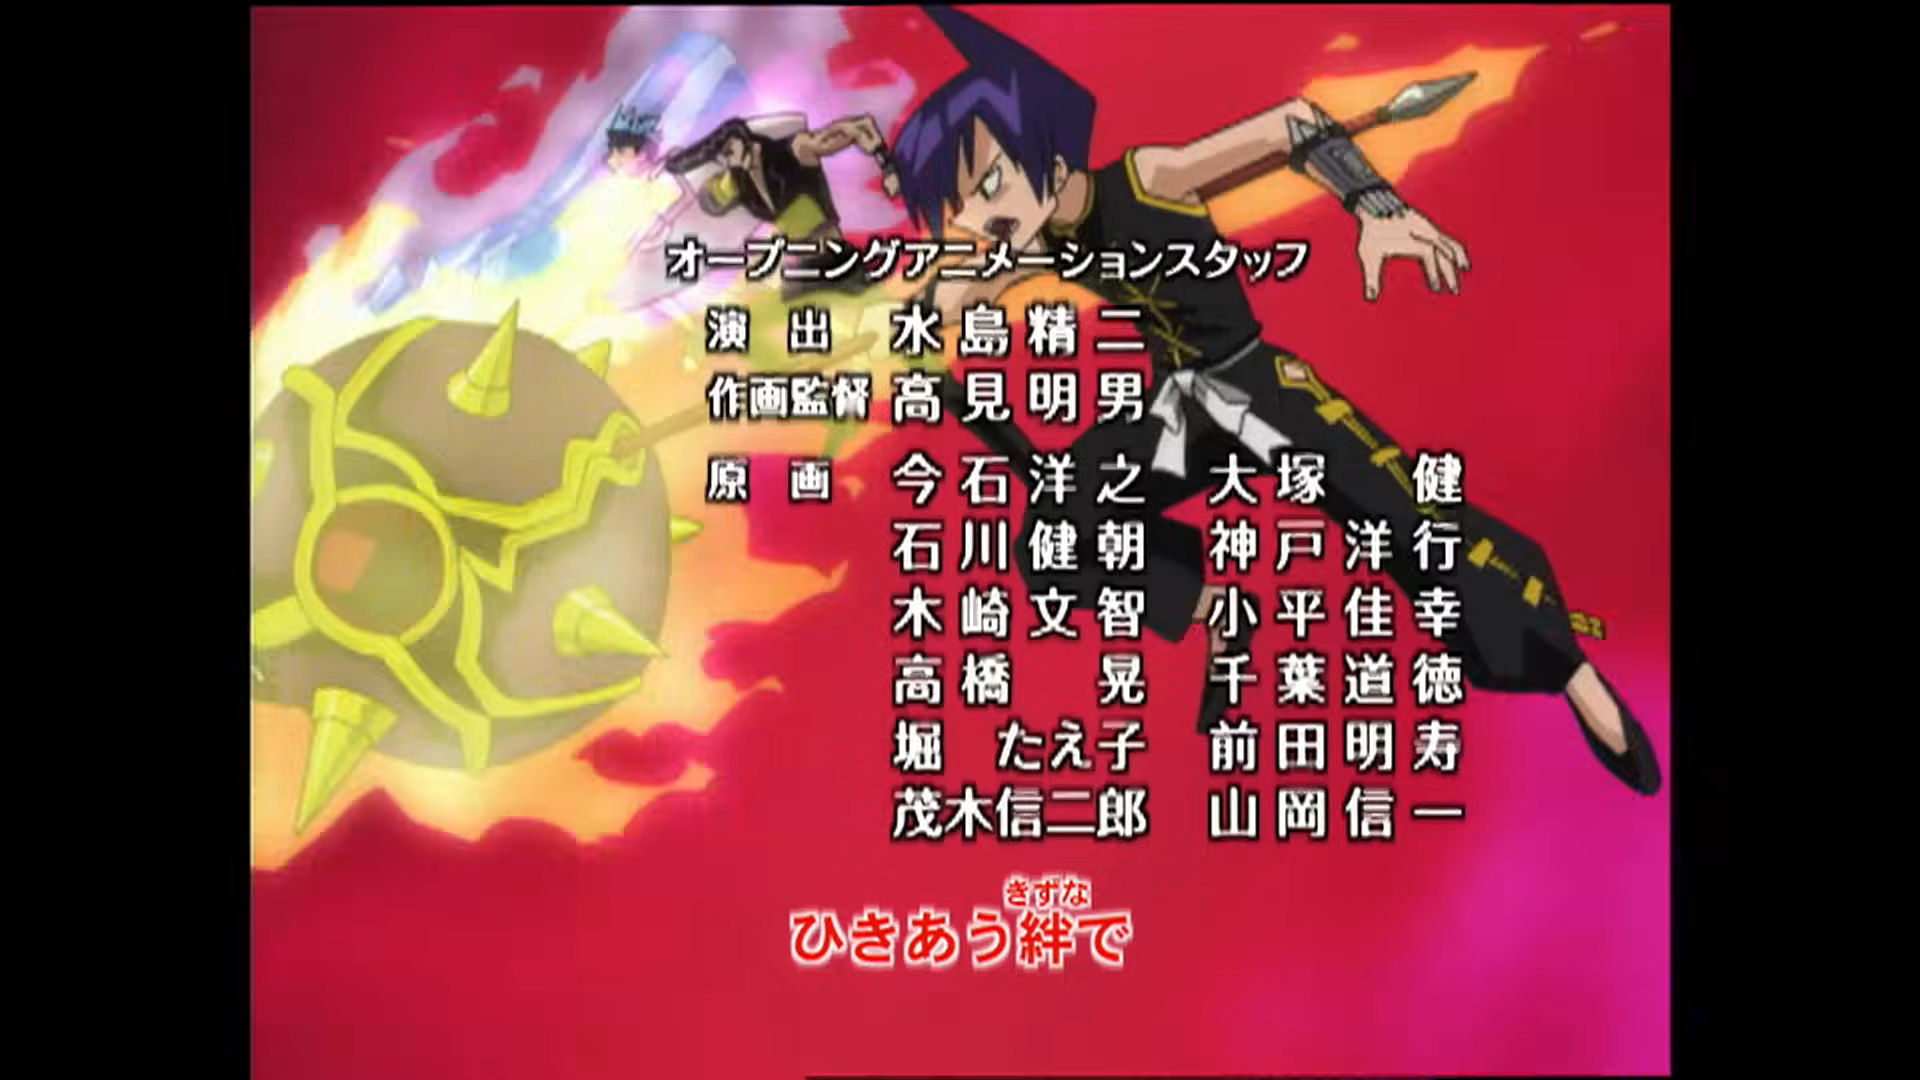 オープニングアニメーションスタッフ
演出 水島精二
作画監督 高見明男
原画 今石洋之 大塚健
石川健朝 神戸洋行
木崎文智 小平佳幸
高橋晃 千葉道徳
堀たえ子 前田明寿
茂木信二郎 山岡信一
きずな
ひきあう絆で